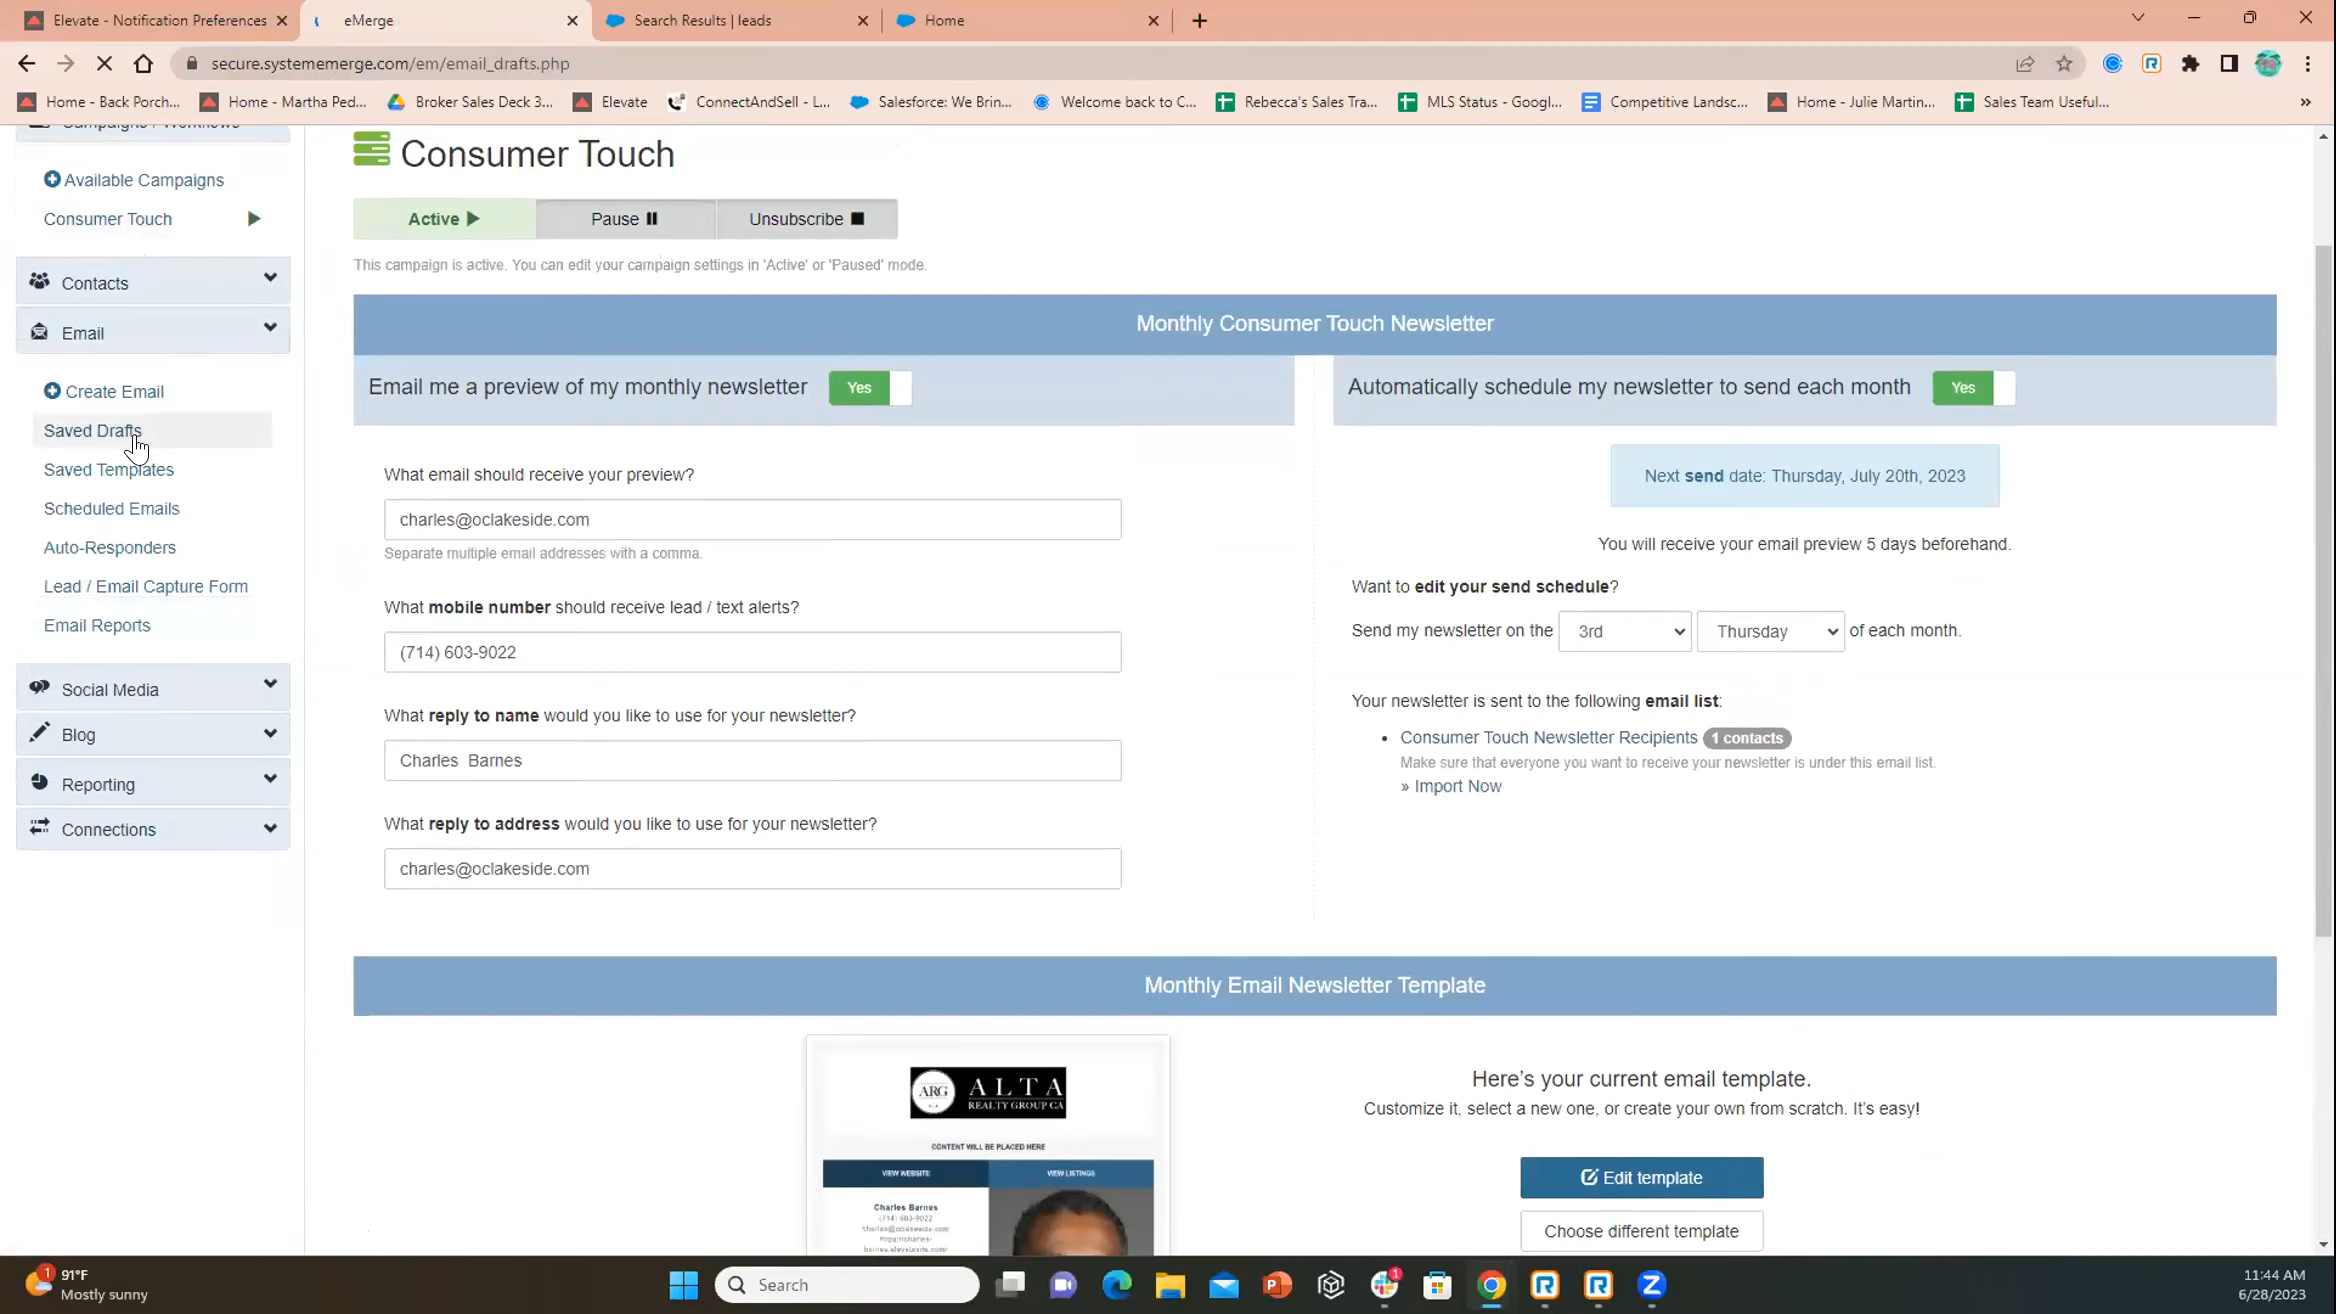 Elevate - Notification Preferences
eMerge
Search Results | leads
Home
secure.systememerge.com/em/email_drafts.php
Home - Back Porch...
Home - Martha Ped...
Broker Sales Deck 3...
Elevate
ConnectAndSell - L...
Salesforce: We Brin...
Welcome back to C...
Rebecca's Sales Tra...
MLS Status - Googl...
Competitive Landsc...
Home - Julie Martin...
Sales Team Useful...
»
Campaigns / Workflows
Available Campaigns
Consumer Touch
Contacts
Email
Create Email
Saved Drafts
Saved Templates
Scheduled Emails
Auto-Responders
Lead / Email Capture Form
Email Reports
Social Media
Blog
Reporting
Connections
Consumer Touch
Active
Pause
Unsubscribe
This campaign is active. You can edit your campaign settings in 'Active' or 'Paused' mode.
Monthly Consumer Touch Newsletter
Email me a preview of my monthly newsletter Yes
What email should receive your preview?
charles@oclakeside.com
Separate multiple email addresses with a comma.
What mobile number should receive lead / text alerts?
(714) 603-9022
What reply to name would you like to use for your newsletter?
Charles  Barnes
What reply to address would you like to use for your newsletter?
charles@oclakeside.com
Automatically schedule my newsletter to send each month Yes
Next send date: Thursday, July 20th, 2023
You will receive your email preview 5 days beforehand.
Want to edit your send schedule?
Send my newsletter on the 3rd Thursday of each month.
Your newsletter is sent to the following email list:
• Consumer Touch Newsletter Recipients 1 contacts
Make sure that everyone you want to receive your newsletter is under this email list.
» Import Now
Monthly Email Newsletter Template
ARG
ALTA
REALTY GROUP CA
CONTENT WILL BE PLACED HERE
VIEW WEBSITE
VIEW LISTINGS
Charles Barnes
(714) 603-9022
charles@oclakeside.com
Here's your current email template.
Customize it, select a new one, or create your own from scratch. It's easy!
Edit template
Choose different template
1
91°F
Mostly sunny
Search
1
11:44 AM
6/28/2023